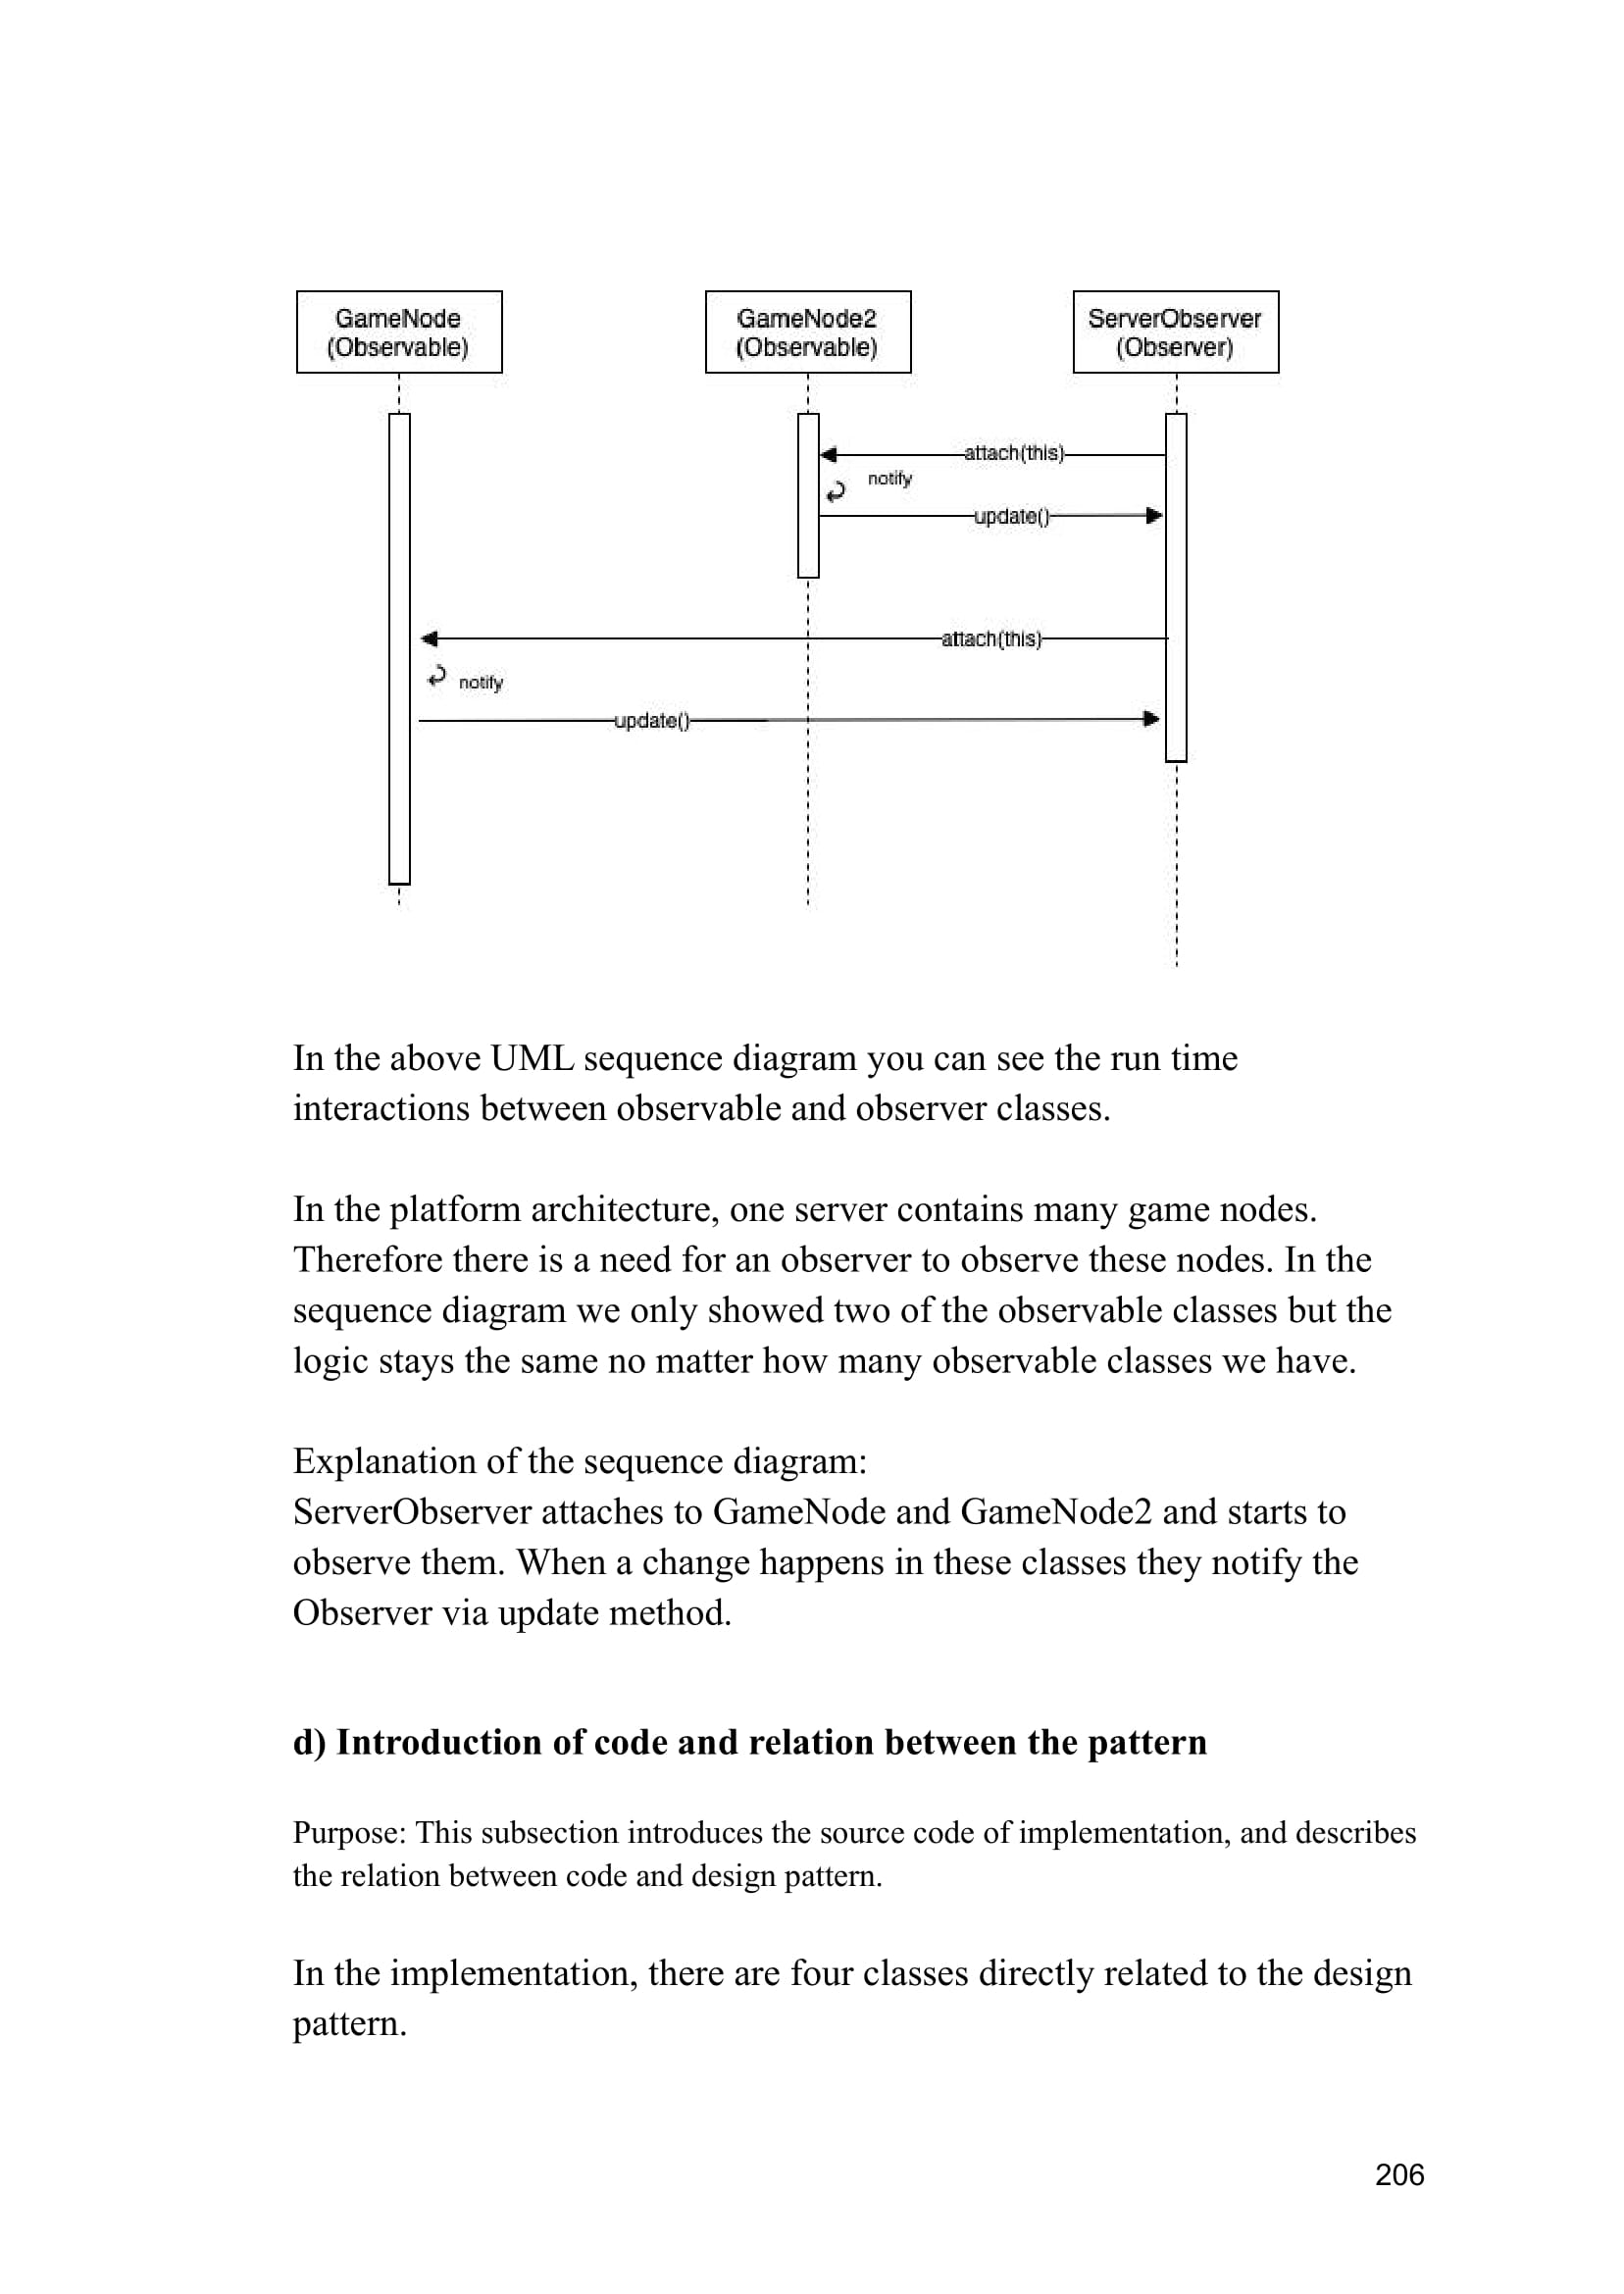 GameNode
(Observable)
GameNode2
(Observable)
ServerObserver
(Observer)
attach(this)
notify
update()
attach(this)
notify
update()
In the above UML sequence diagram you can see the run time
interactions between observable and observer classes.
In the platform architecture, one server contains many game nodes.
Therefore there is a need for an observer to observe these nodes. In the
sequence diagram we only showed two of the observable classes but the
logic stays the same no matter how many observable classes we have.
Explanation of the sequence diagram:
ServerObserver attaches to GameNode and GameNode2 and starts to
observe them. When a change happens in these classes they notify the
Observer via update method.
d) Introduction of code and relation between the pattern
Purpose: This subsection introduces the source code of implementation, and describes
the relation between code and design pattern.
In the implementation, there are four classes directly related to the design
pattern.
206